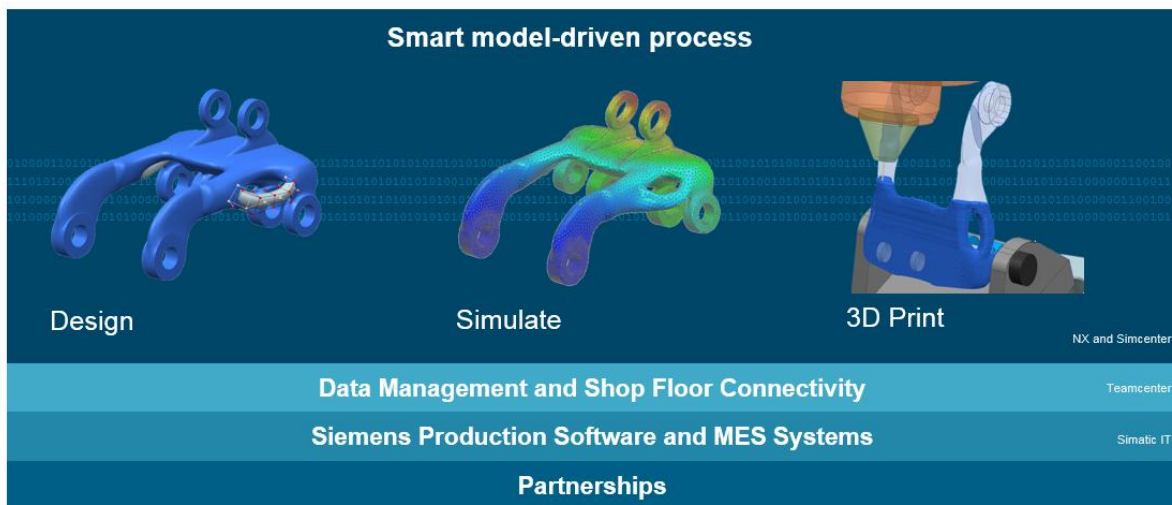 Smart model-driven process
Design
Simulate
3D Print
NX and Simcenter
Data Management and Shop Floor Connectivity
Teamcenter
Siemens Production Software and MES Systems
Simatic IT
Partnerships